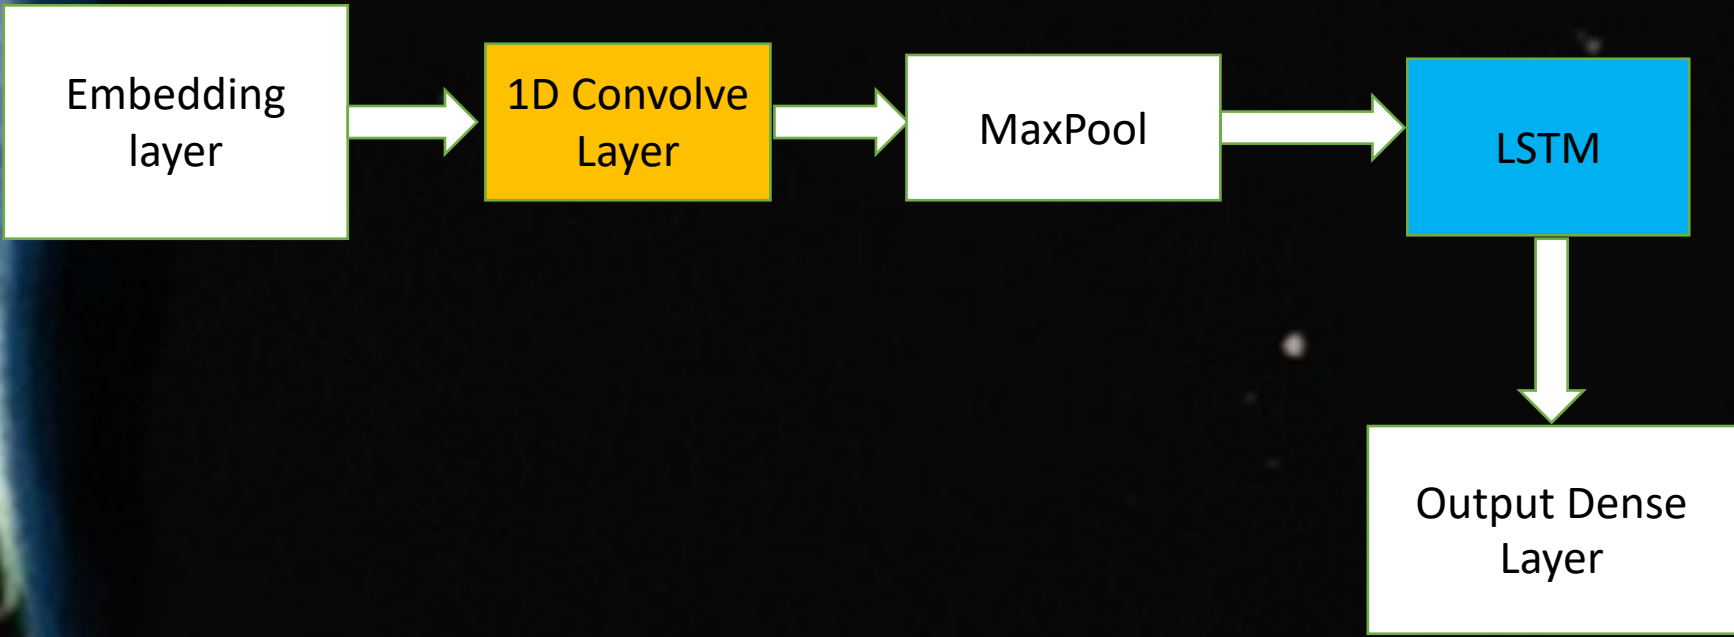 Embedding
layer
1D Convolve
Layer
MaxPool
LSTM
Output Dense
Layer